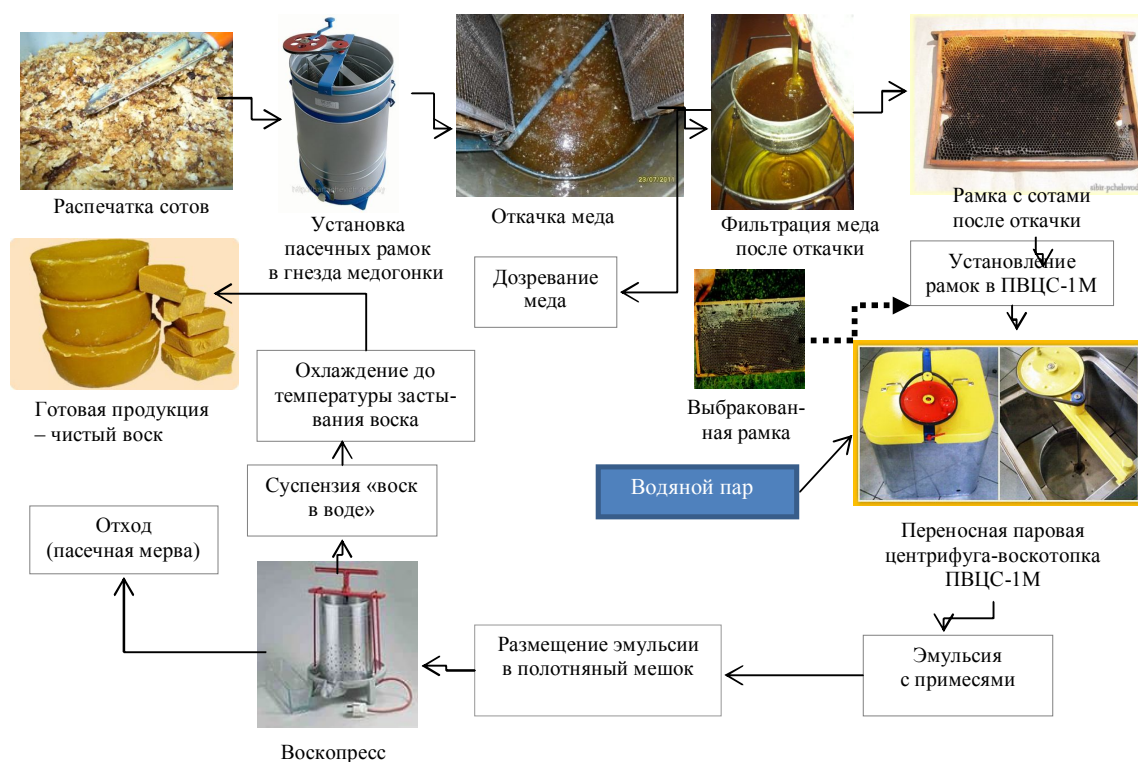 Распечатка сотов
Установка
пасечных рамок
в гнезда медогонки
29/07/2011
Откачка меда
Фильтрация меда
после откачки
Рамка с сотами
после откачки
Дозревание
меда
Установление
рамок в ПВЦС-1М
Готовая продукция
– чистый воск
Охлаждение до
температуры засты-
вания воска
Выбракован-
ная рамка
Водяной пар
Суспензия «воск
в воде»
Отход
(пасечная мерва)
Переносная паровая
центрифуга-воскотопка
ПВЦС-1М
Размещение эмульсии
в полотняный мешок
Эмульсия
с примесями
Воскопресс